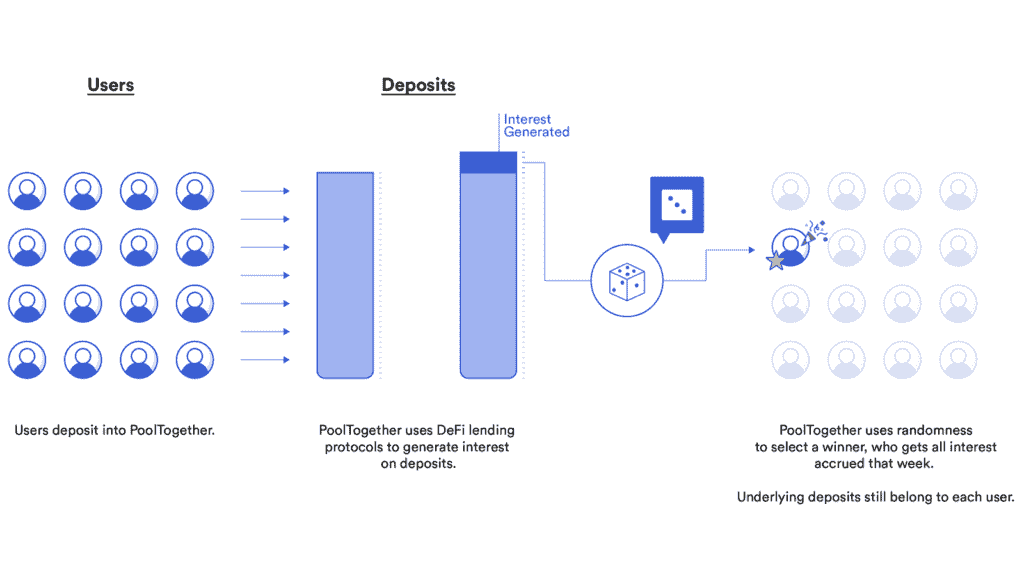 Users
Deposits
Interest
Generated
Users deposit into PoolTogether.
PoolTogether uses DeFi lending
protocols to generate interest
on deposits.
PoolTogether uses randomness
to select a winner, who gets all interest
accrued that week.
Underlying deposits still belong to each user.